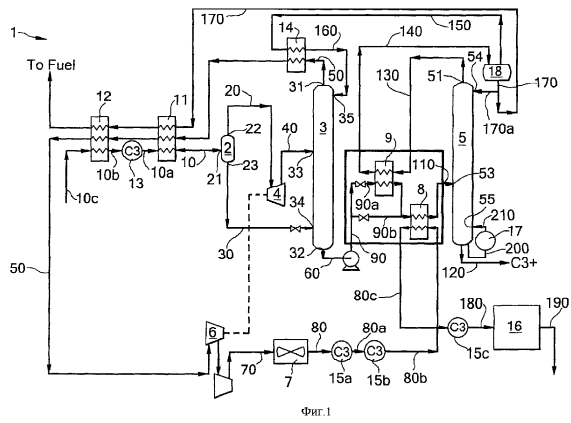 1
170
150
140
14
160
18
50
31
130
51
54
170
170a
To Fuel
12
11
20
22
2
23
21
10
10a
10b
C3
13
10c
40
3
35
33
4
34
32
30
60
9
8
90a
90b
90
110
5
53
55
210
17
200
120
C3+
50
80c
180
190
16
C3
15c
6
70
7
80
C3
15a
80a
C3
15b
80b
Фиг.1